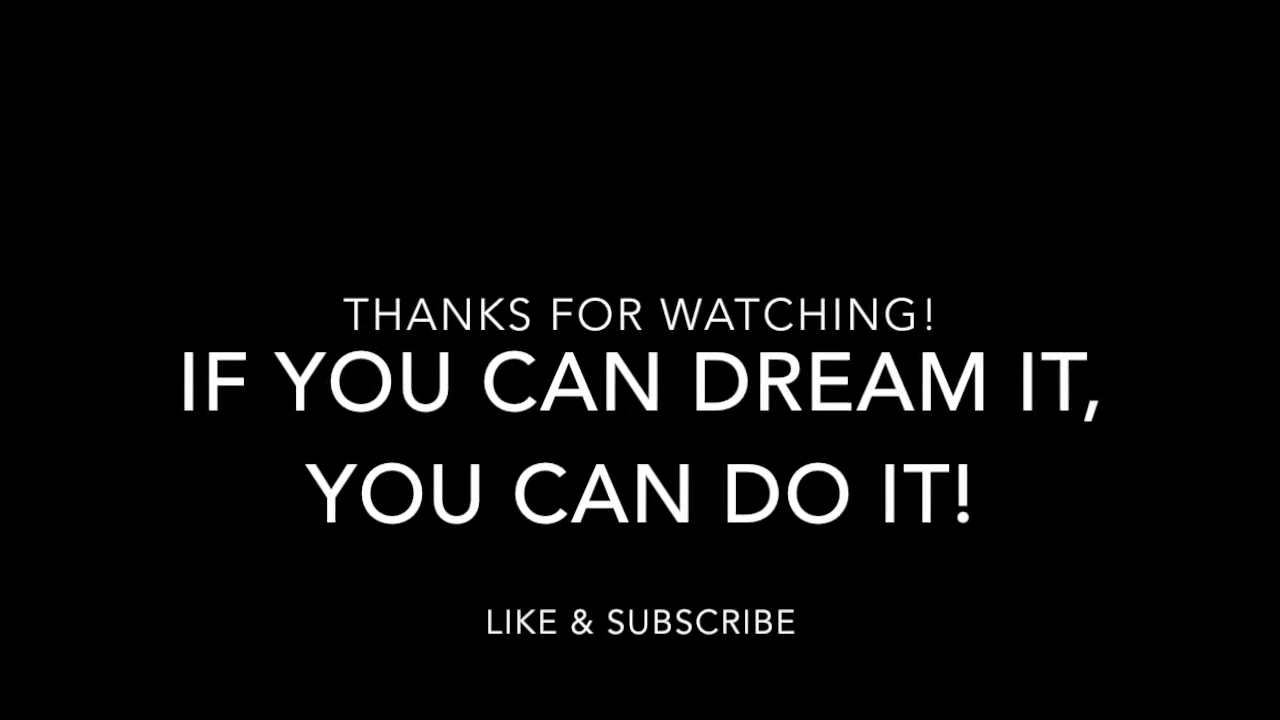 THANKS FOR WATCHING!
IF YOU CAN DREAM IT,
YOU CAN DO IT!
LIKE & SUBSCRIBE